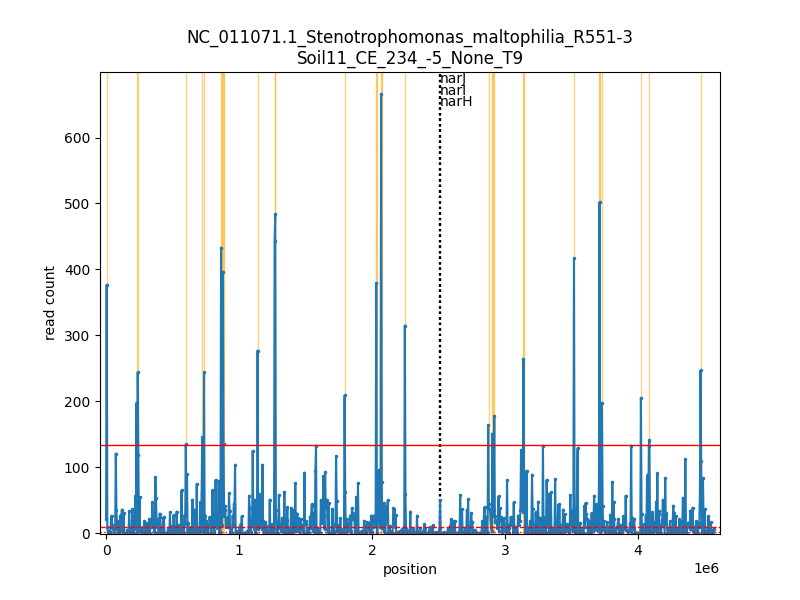 NC_011071.1_Stenotrophomonas_maltophilia_R551-3
Soil11_CE_234_-5_None_T9
narJ
narI
narH
600
500
400
300
200
100
0
read count
0 1 2 3 4
1e6
position